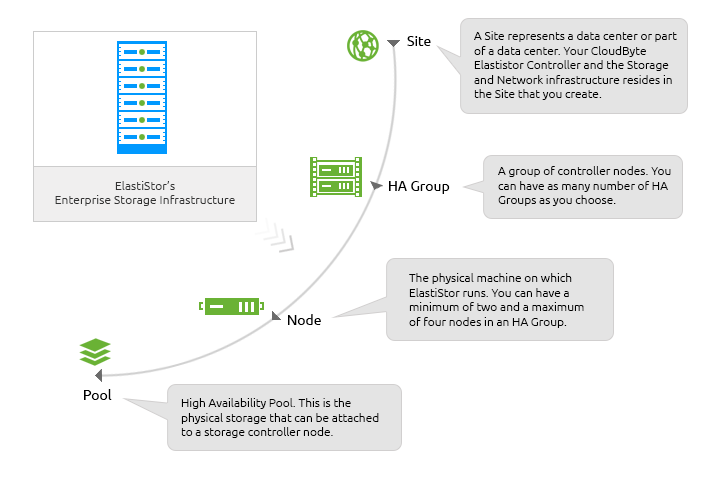 ElastiStor's
Enterprise Storage Infrastructure
Site
A Site represents a data center or part
of a data center. Your CloudByte
Elastistor Controller and the Storage
and Network infrastructure resides in
the Site that you create.
HA Group
A group of controller nodes. You
can have as many number of HA
Groups as you choose.
Node
The physical machine on which
ElastiStor runs. You can have a
minimum of two and a maximum
of four nodes in an HA Group.
Pool
High Availability Pool. This is the
physical storage that can be attached
to a storage controller node.